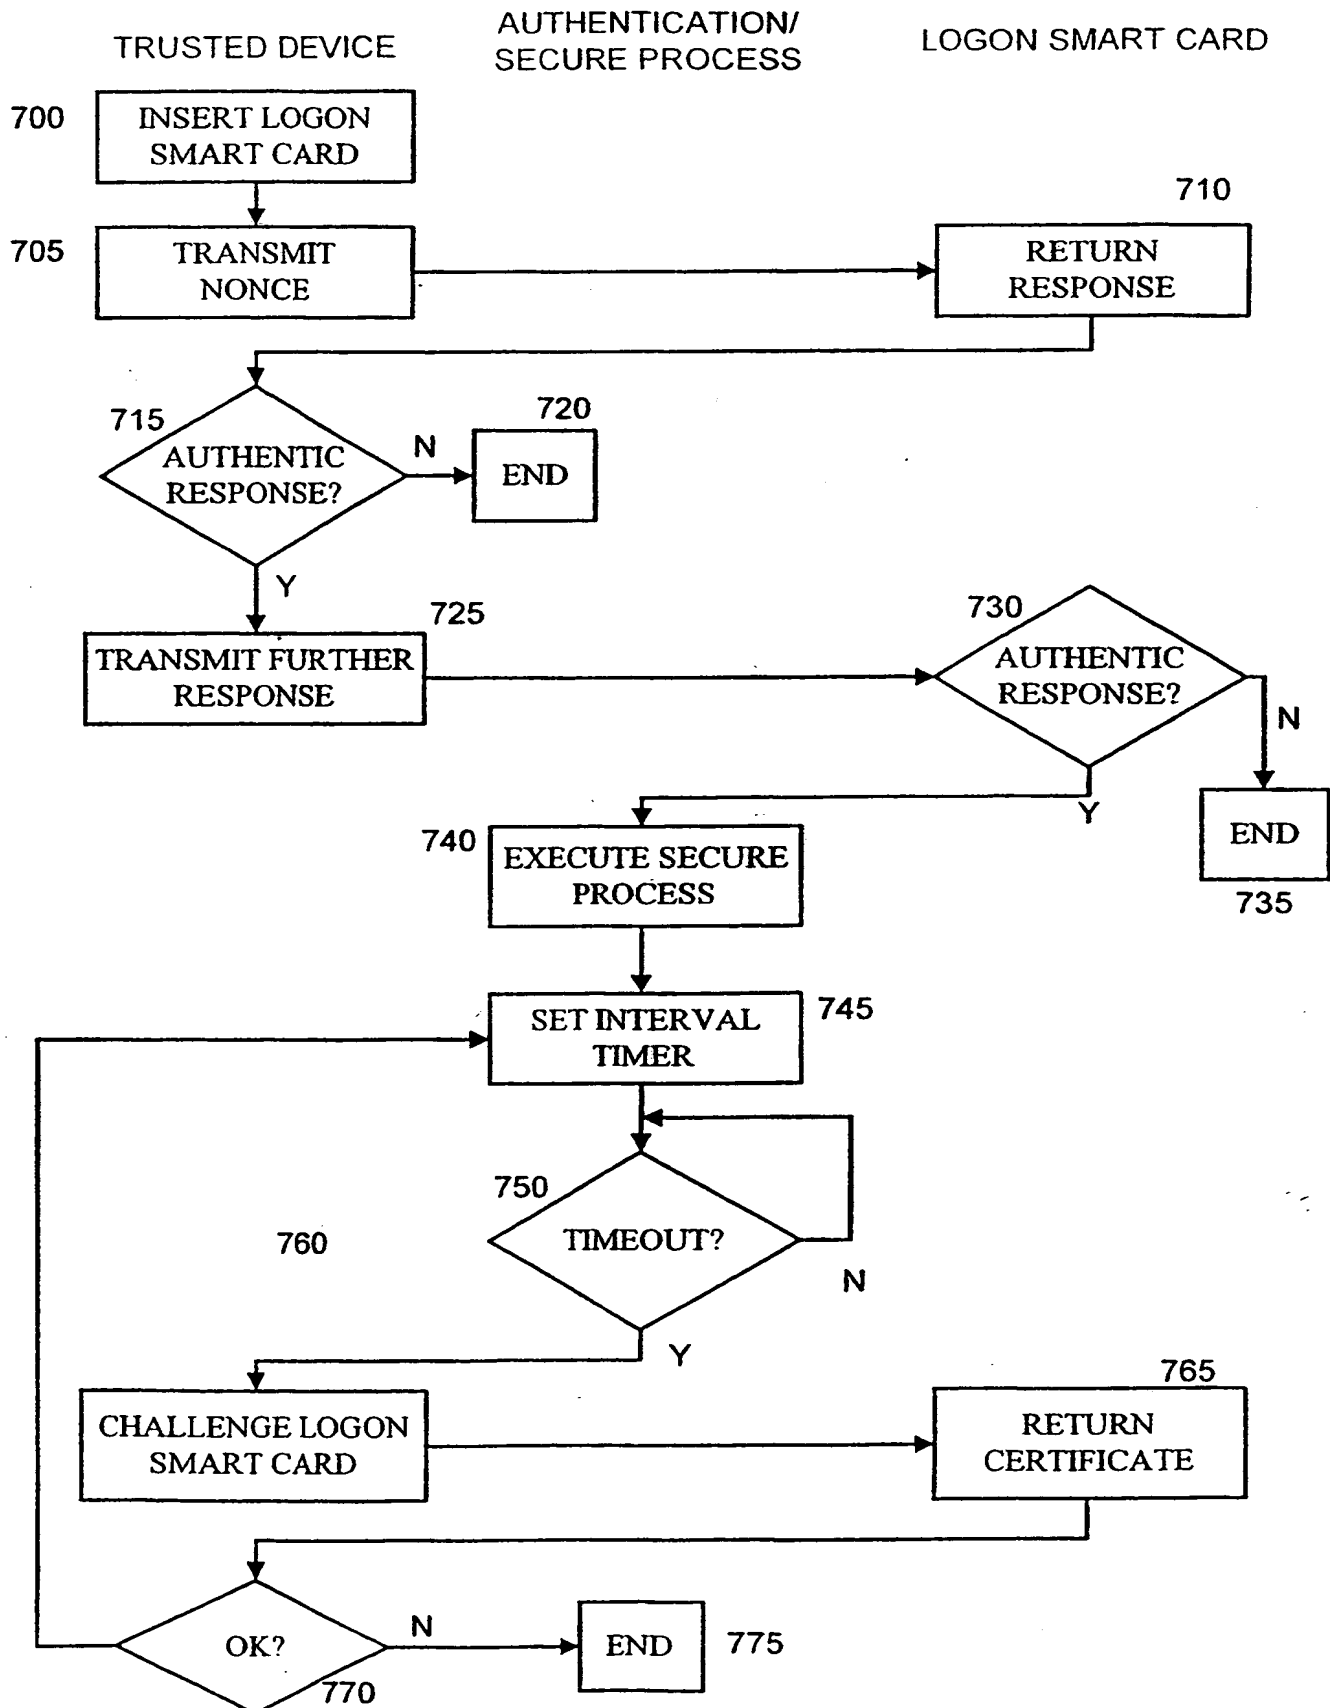 TRUSTED DEVICE
AUTHENTICATION/
SECURE PROCESS
LOGON SMART CARD
700
INSERT LOGON
SMART CARD
705
TRANSMIT
NONCE
710
RETURN
RESPONSE
715
AUTHENTIC
RESPONSE?
N
720
END
Y
725
TRANSMIT FURTHER
RESPONSE
730
AUTHENTIC
RESPONSE?
N
Y
END
735
740
EXECUTE SECURE
PROCESS
SET INTERVAL
TIMER
745
750
TIMEOUT?
N
Y
760
CHALLENGE LOGON
SMART CARD
765
RETURN
CERTIFICATE
OK?
770
N
END
775